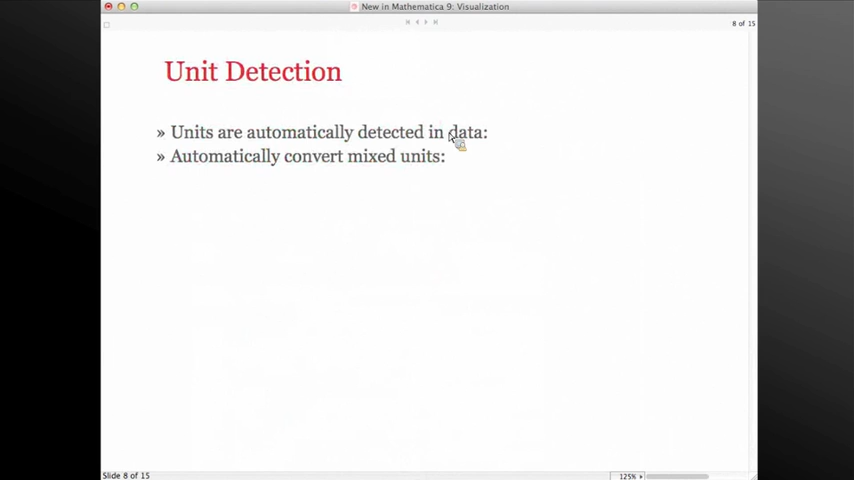 New in Mathematica 9: Visualization
8 of 15
Unit Detection
» Units are automatically detected in data:
» Automatically convert mixed units:
Slide 8 of 15
125%